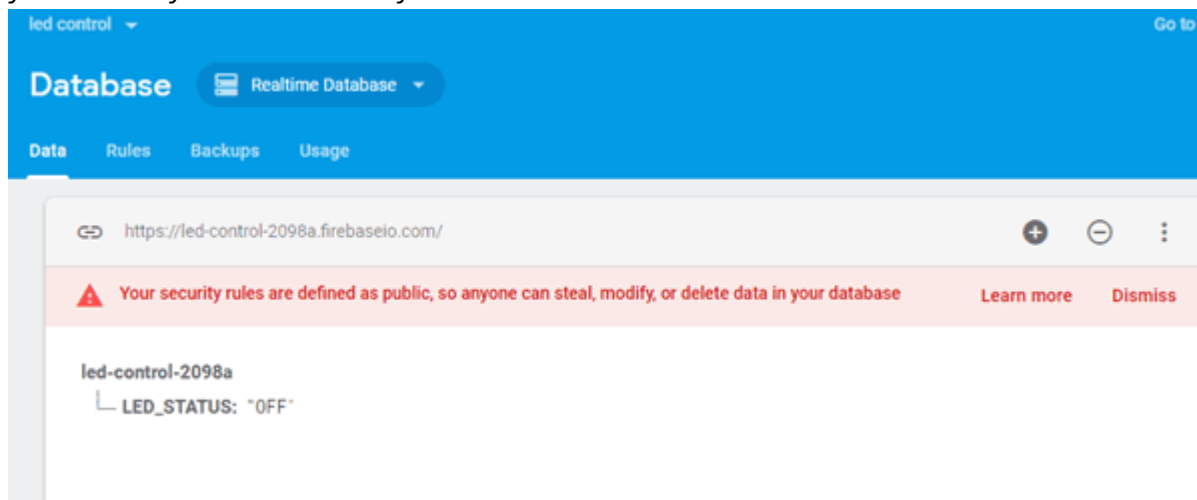 led control
Go to
Database
Realtime Database
Data Rules Backups Usage
https://led-control-2098a.firebaseio.com/
Your security rules are defined as public, so anyone can steal, modify, or delete data in your database Learn more Dismiss
led-control-2098a
LED_STATUS: "OFF"